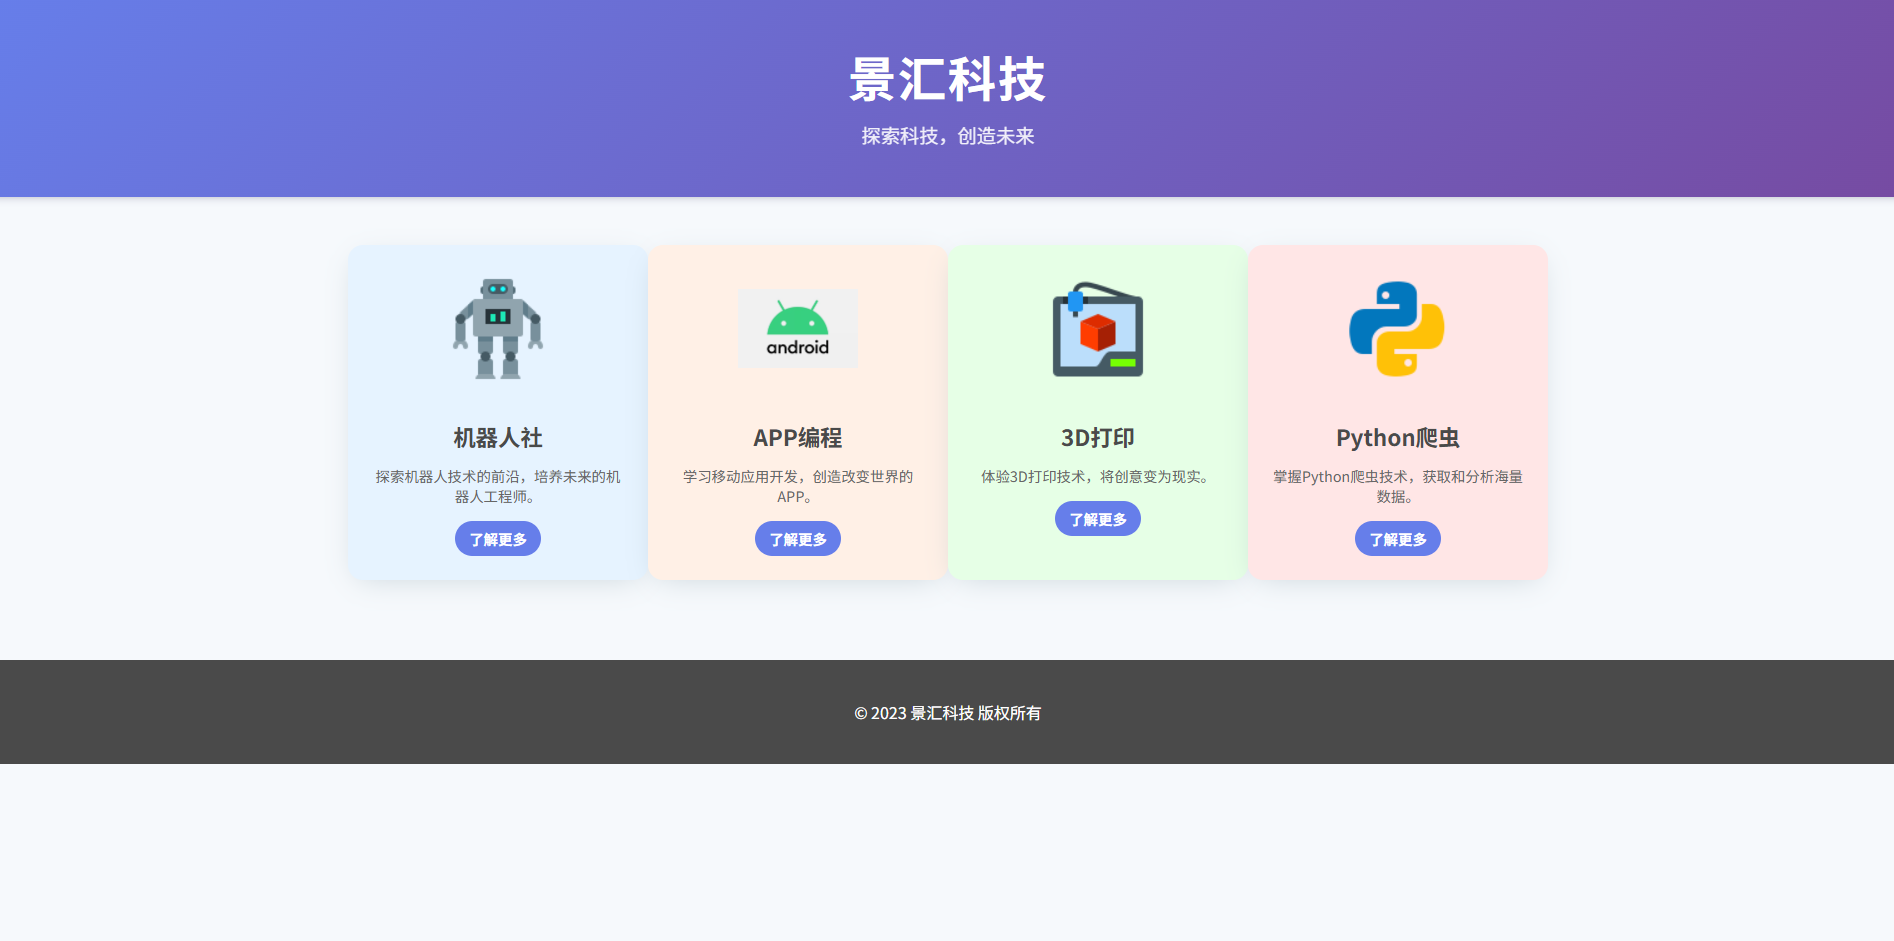 景汇科技
探索科技，创造未来
android
机器人社
探索机器人技术的前沿，培养未来的机
器人工程师。
了解更多
APP编程
学习移动应用开发，创造改变世界的
APP。
了解更多
3D打印
体验3D打印技术，将创意变为现实。
了解更多
Python爬虫
掌握Python爬虫技术，获取和分析海量
数据。
了解更多
© 2023 景汇科技 版权所有